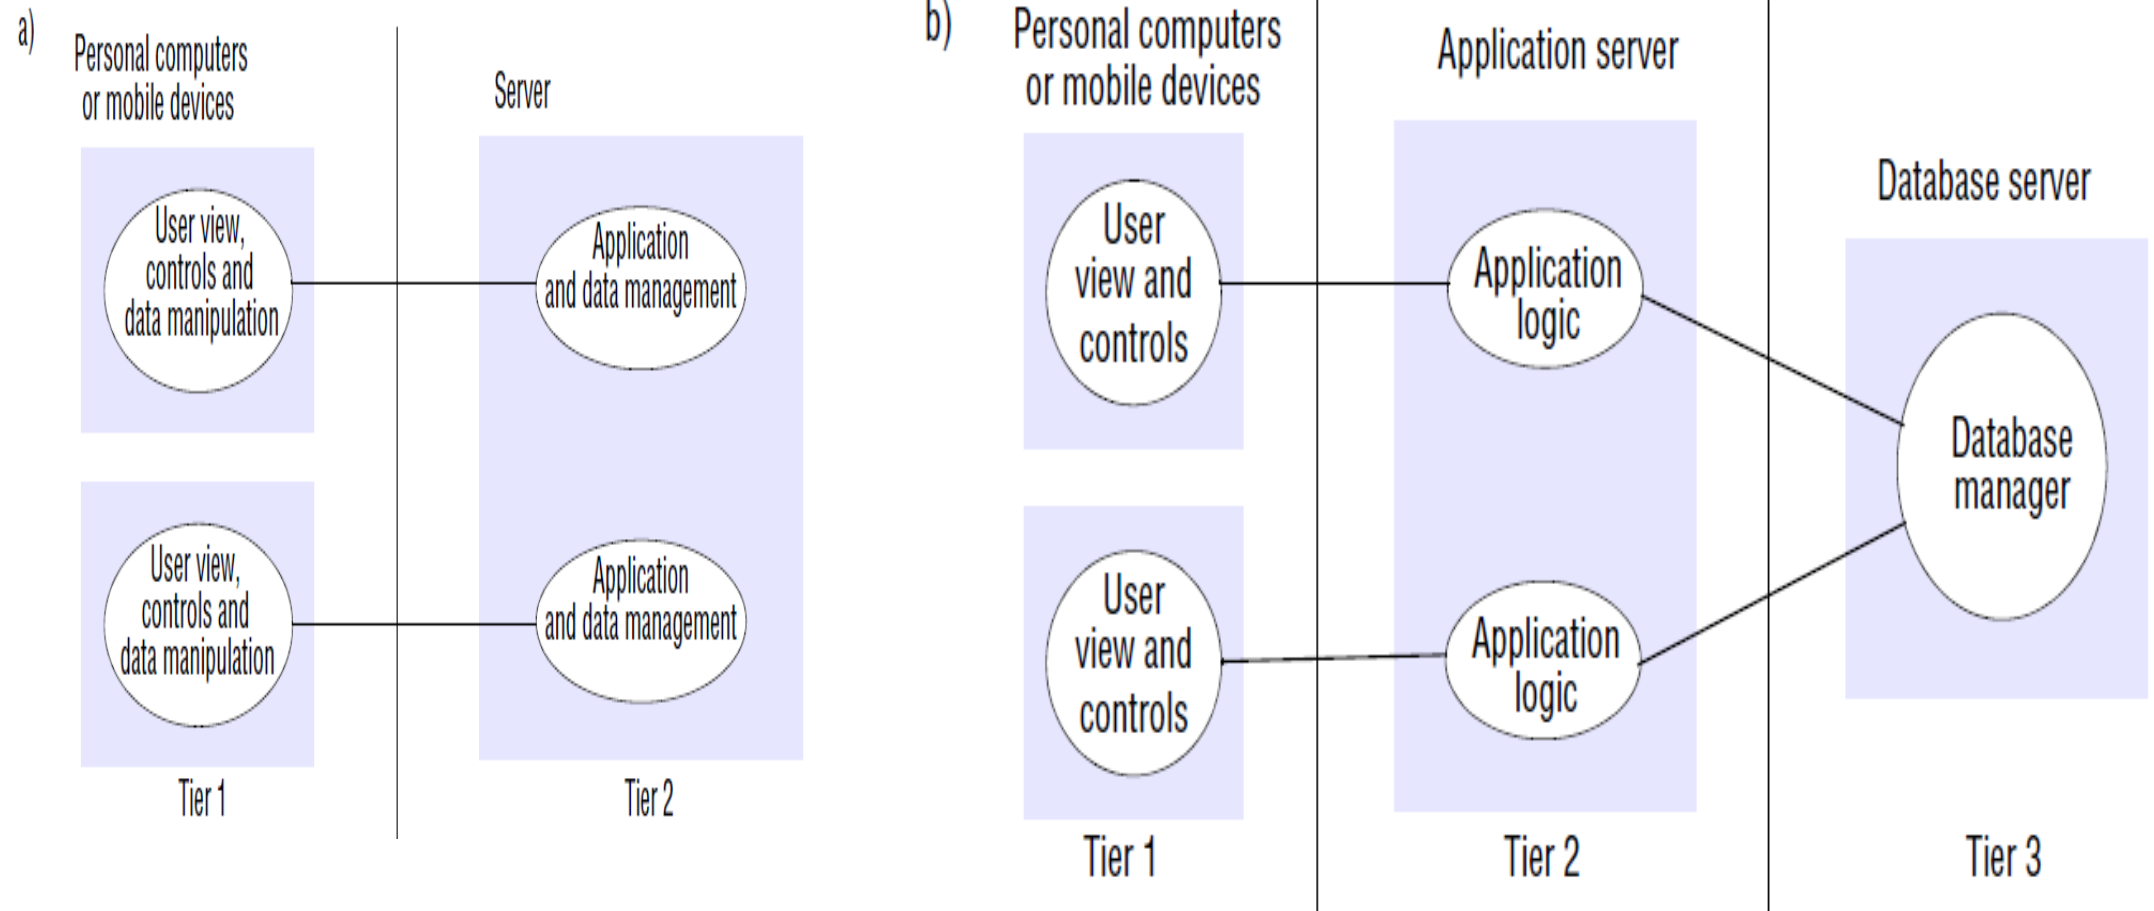 a)
Personal computers
or mobile devices
Server
User view,
controls and
data manipulation
Application
and data management
User view,
controls and
data manipulation
Application
and data management
Tier 1
Tier 2
b)
Personal computers
or mobile devices
Application server
Database server
User
view and
controls
Application
logic
Database
manager
User
view and
controls
Application
logic
Tier 1
Tier 2
Tier 3